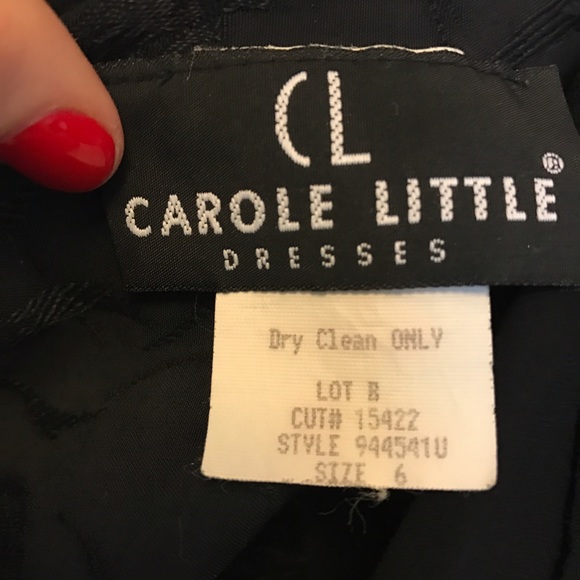 CL
CAROLE LITTLE®
DRESSES
Dry Clean ONLY
LOT B
CUT# 15422
STYLE 944541U
SIZE 6